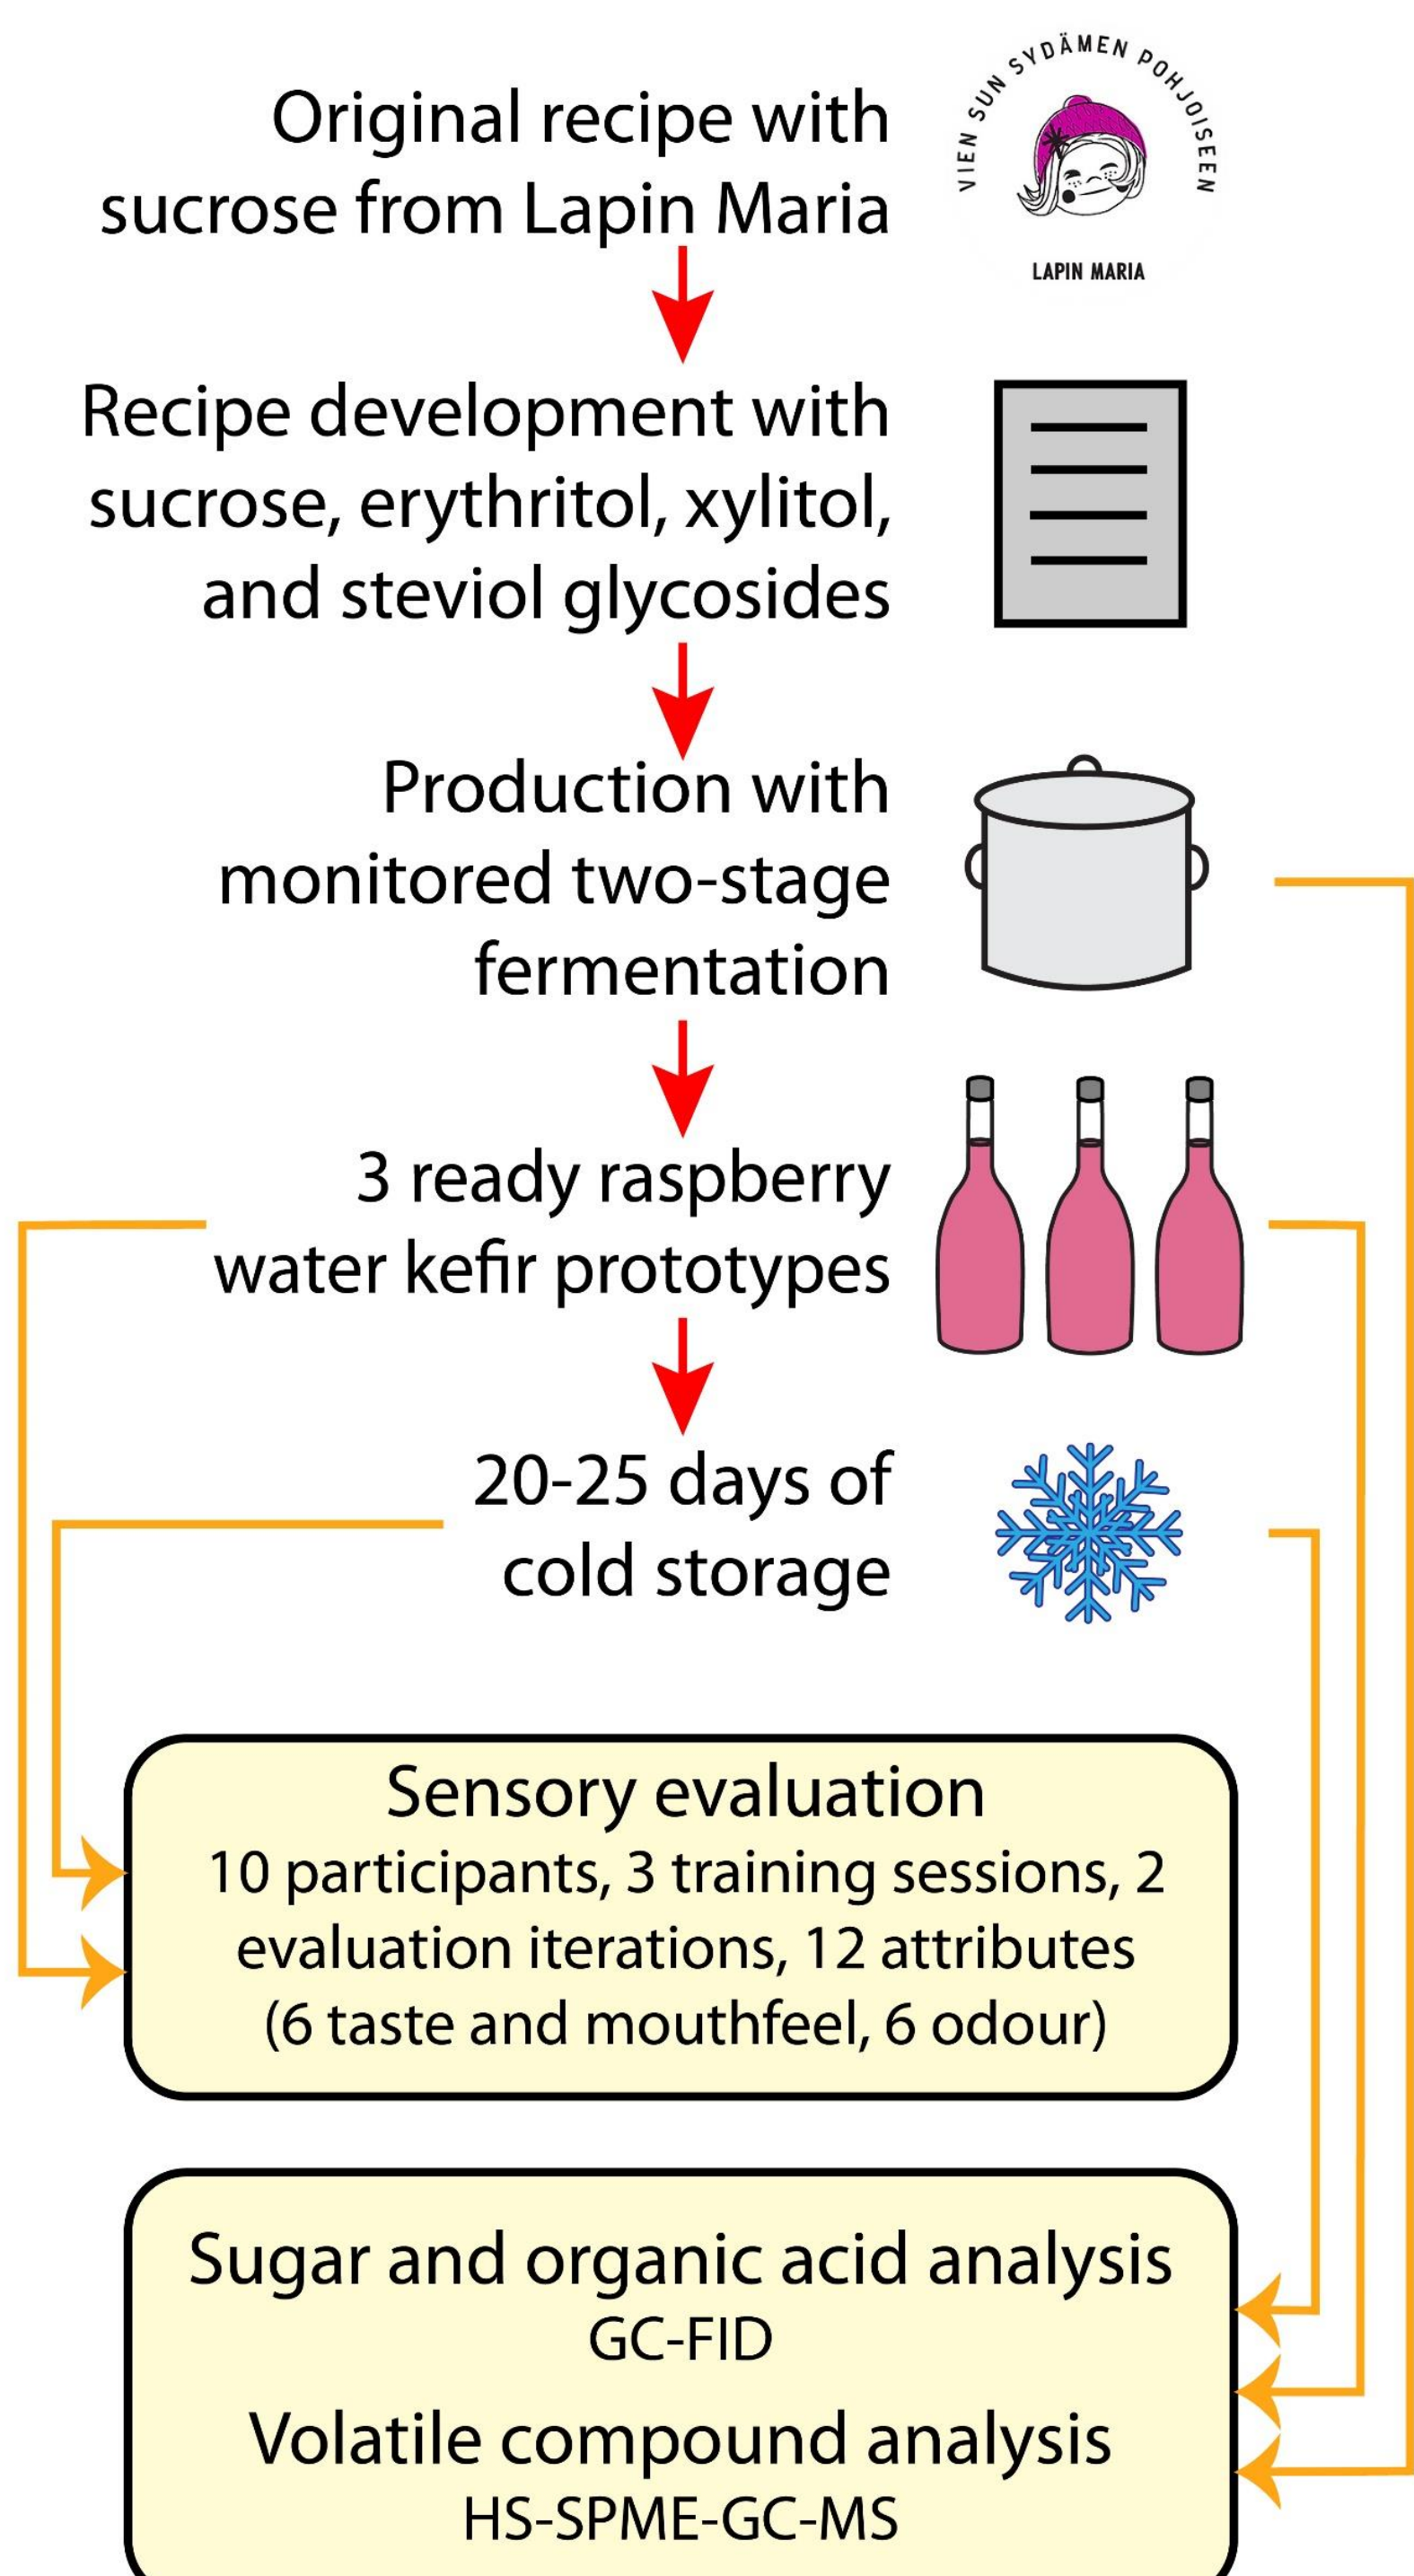 Original recipe with
sucrose from Lapin Maria
VIEN SUN SYDÄMEN POHJOISEEN
LAPIN MARIA
Recipe development with
sucrose, erythritol, xylitol,
and steviol glycosides
Production with
monitored two-stage
fermentation
3 ready raspberry
water kefir prototypes
20-25 days of
cold storage
Sensory evaluation
10 participants, 3 training sessions, 2
evaluation iterations, 12 attributes
(6 taste and mouthfeel, 6 odour)
Sugar and organic acid analysis
GC-FID
Volatile compound analysis
HS-SPME-GC-MS